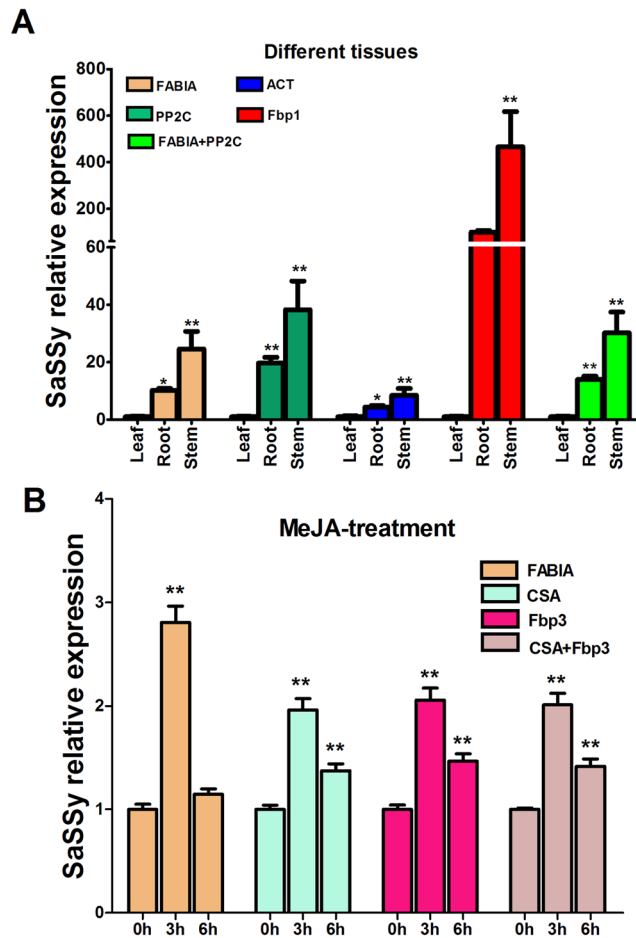 A
Different tissues
SaSSy relative expression
800
600
400
200
60
40
20
0
FABIA
ACT
PP2C
Fbp1
FABIA+PP2C
* ** ** ** * ** ** ** **
Leaf Root Stem Leaf Root Stem Leaf Root Stem Leaf Root Stem Leaf Root Stem
B
MeJA-treatment
SaSSy relative expression
4
3
2
1
0
FABIA
CSA
Fbp3
CSA+Fbp3
** ** ** ** ** ** **
0h 3h 6h 0h 3h 6h 0h 3h 6h 0h 3h 6h